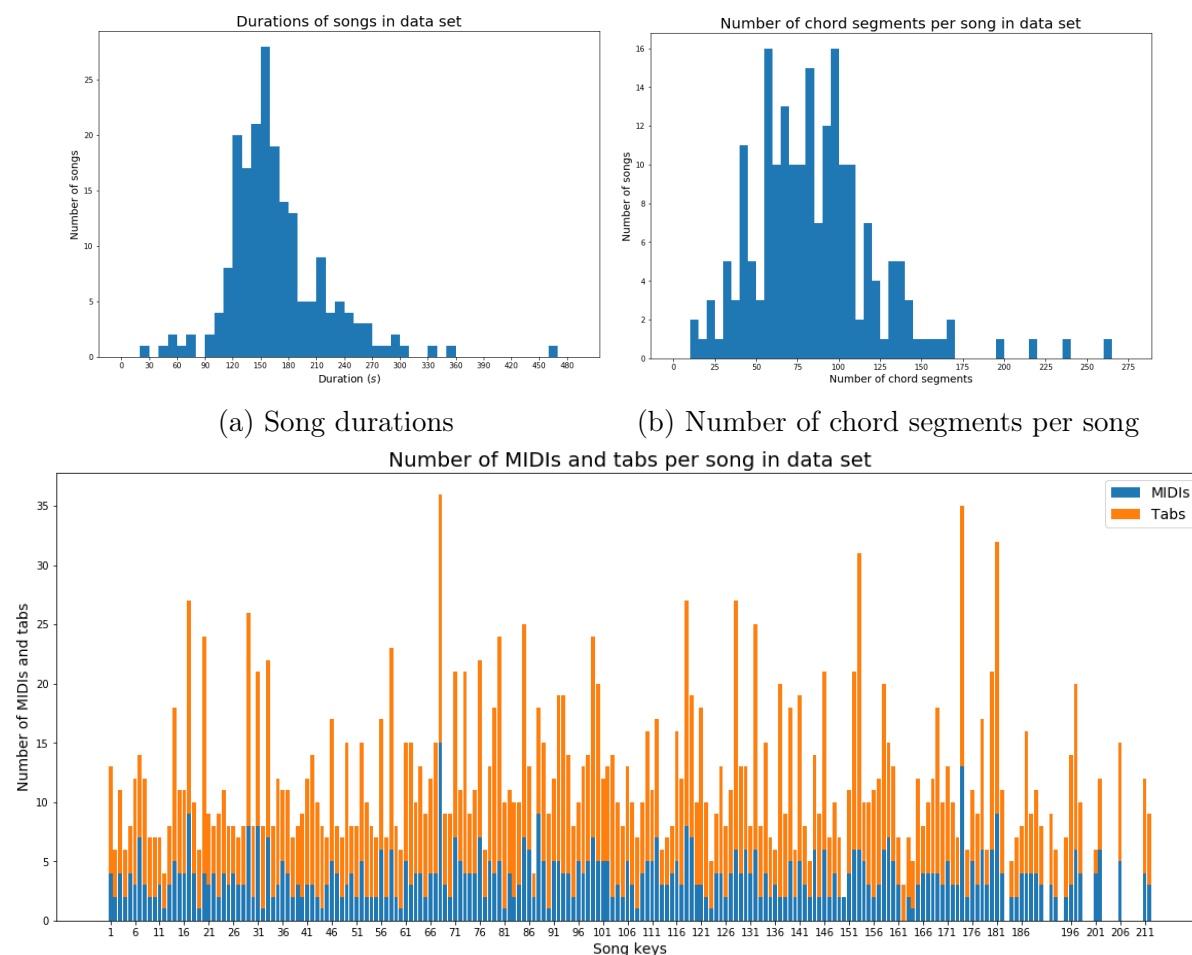 Durations of songs in data set
Number of songs
25
20
15
10
5
0
0 30 60 90 120 150 180 210 240 270 300 330 360 390 420 450 480
Duration (s)
(a) Song durations
Number of chord segments per song in data set
Number of songs
16
14
12
10
8
6
4
2
0
0 25 50 75 100 125 150 175 200 225 250 275
Number of chord segments
(b) Number of chord segments per song
Number of MIDIs and tabs per song in data set
MIDIs
Tabs
Number of MIDIs and tabs
35
30
25
20
15
10
5
0
1 6 11 16 21 26 31 36 41 46 51 56 61 66 71 76 81 86 91 96 101 106 111 116 121 126 131 136 141 146 151 156 161 166 171 176 181 186 196 201 206 211
Song keys